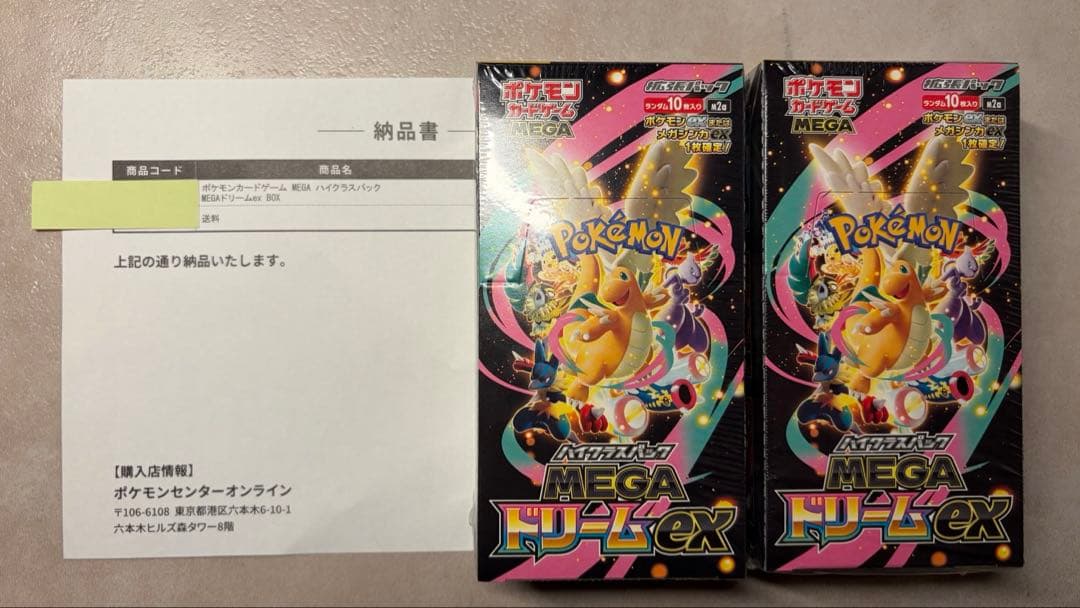 納品書
商品コード 商品名
ポケモンカードゲーム MEGA ハイクラスパック
MEGAドリームex BOX
送料
上記の通り納品いたします。
【購入店情報】
ポケモンセンターオンライン
〒106-6108 東京都港区六本木6-10-1
六本木ヒルズ森タワー8階
ポケモン
カードゲーム
MEGA
拡張パック
ランダム10枚入り M2a
ポケモンexまたは
メガシンカex
1枚確定!
POKéMON
ハイクラスパック
MEGA
ドリームex
ポケモン
カードゲーム
MEGA
拡張パック
ランダム10枚入り M2a
ポケモンexまたは
メガシンカex
1枚確定!
POKéMON
ハイクラスパック
MEGA
ドリームex